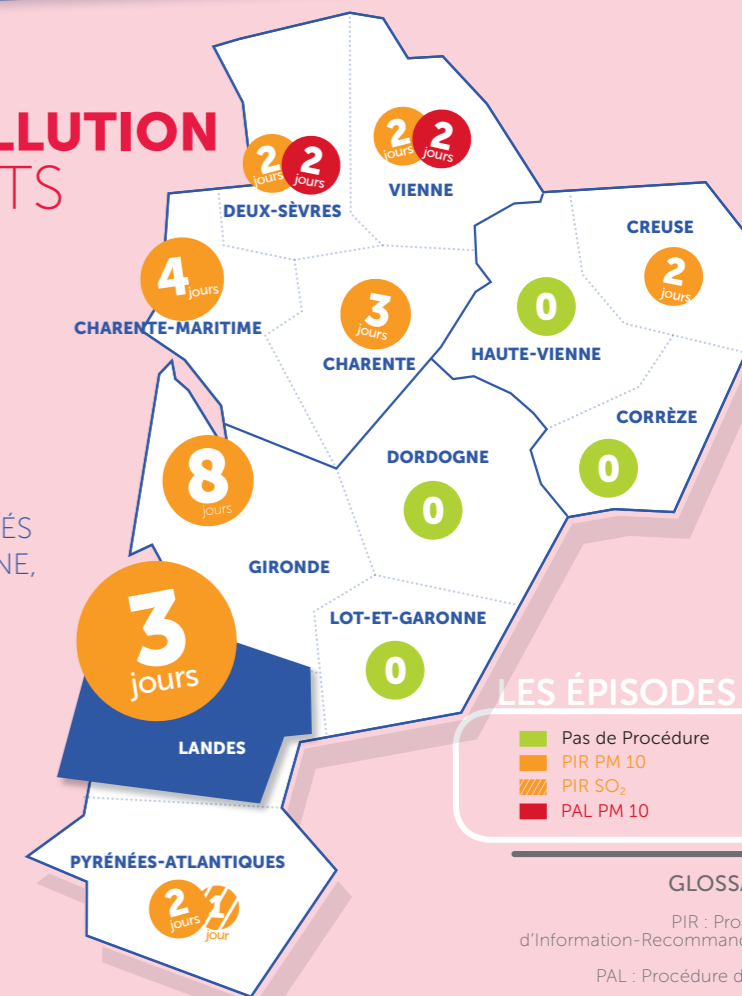 LLUTION
TS
2 jours
2 jours
DEUX-SÈVRES
2 jours
2 jours
VIENNE
CREUSE
2 jours
4 jours
CHARENTE-MARITIME
3 jours
CHARENTE
0
HAUTE-VIENNE
CORRÈZE
0
DORDOGNE
0
8 jours
GIRONDE
ÉS
NE,
LOT-ET-GARONNE
0
3
jours
LANDES
LES ÉPISODES
Pas de Procédure
PIR PM 10
PIR SO₂
PAL PM 10
PYRÉNÉES-ATLANTIQUES
2 jours
1 jour
GLOSSA
PIR : Pro
d'Information-Recommand
PAL : Procédure d